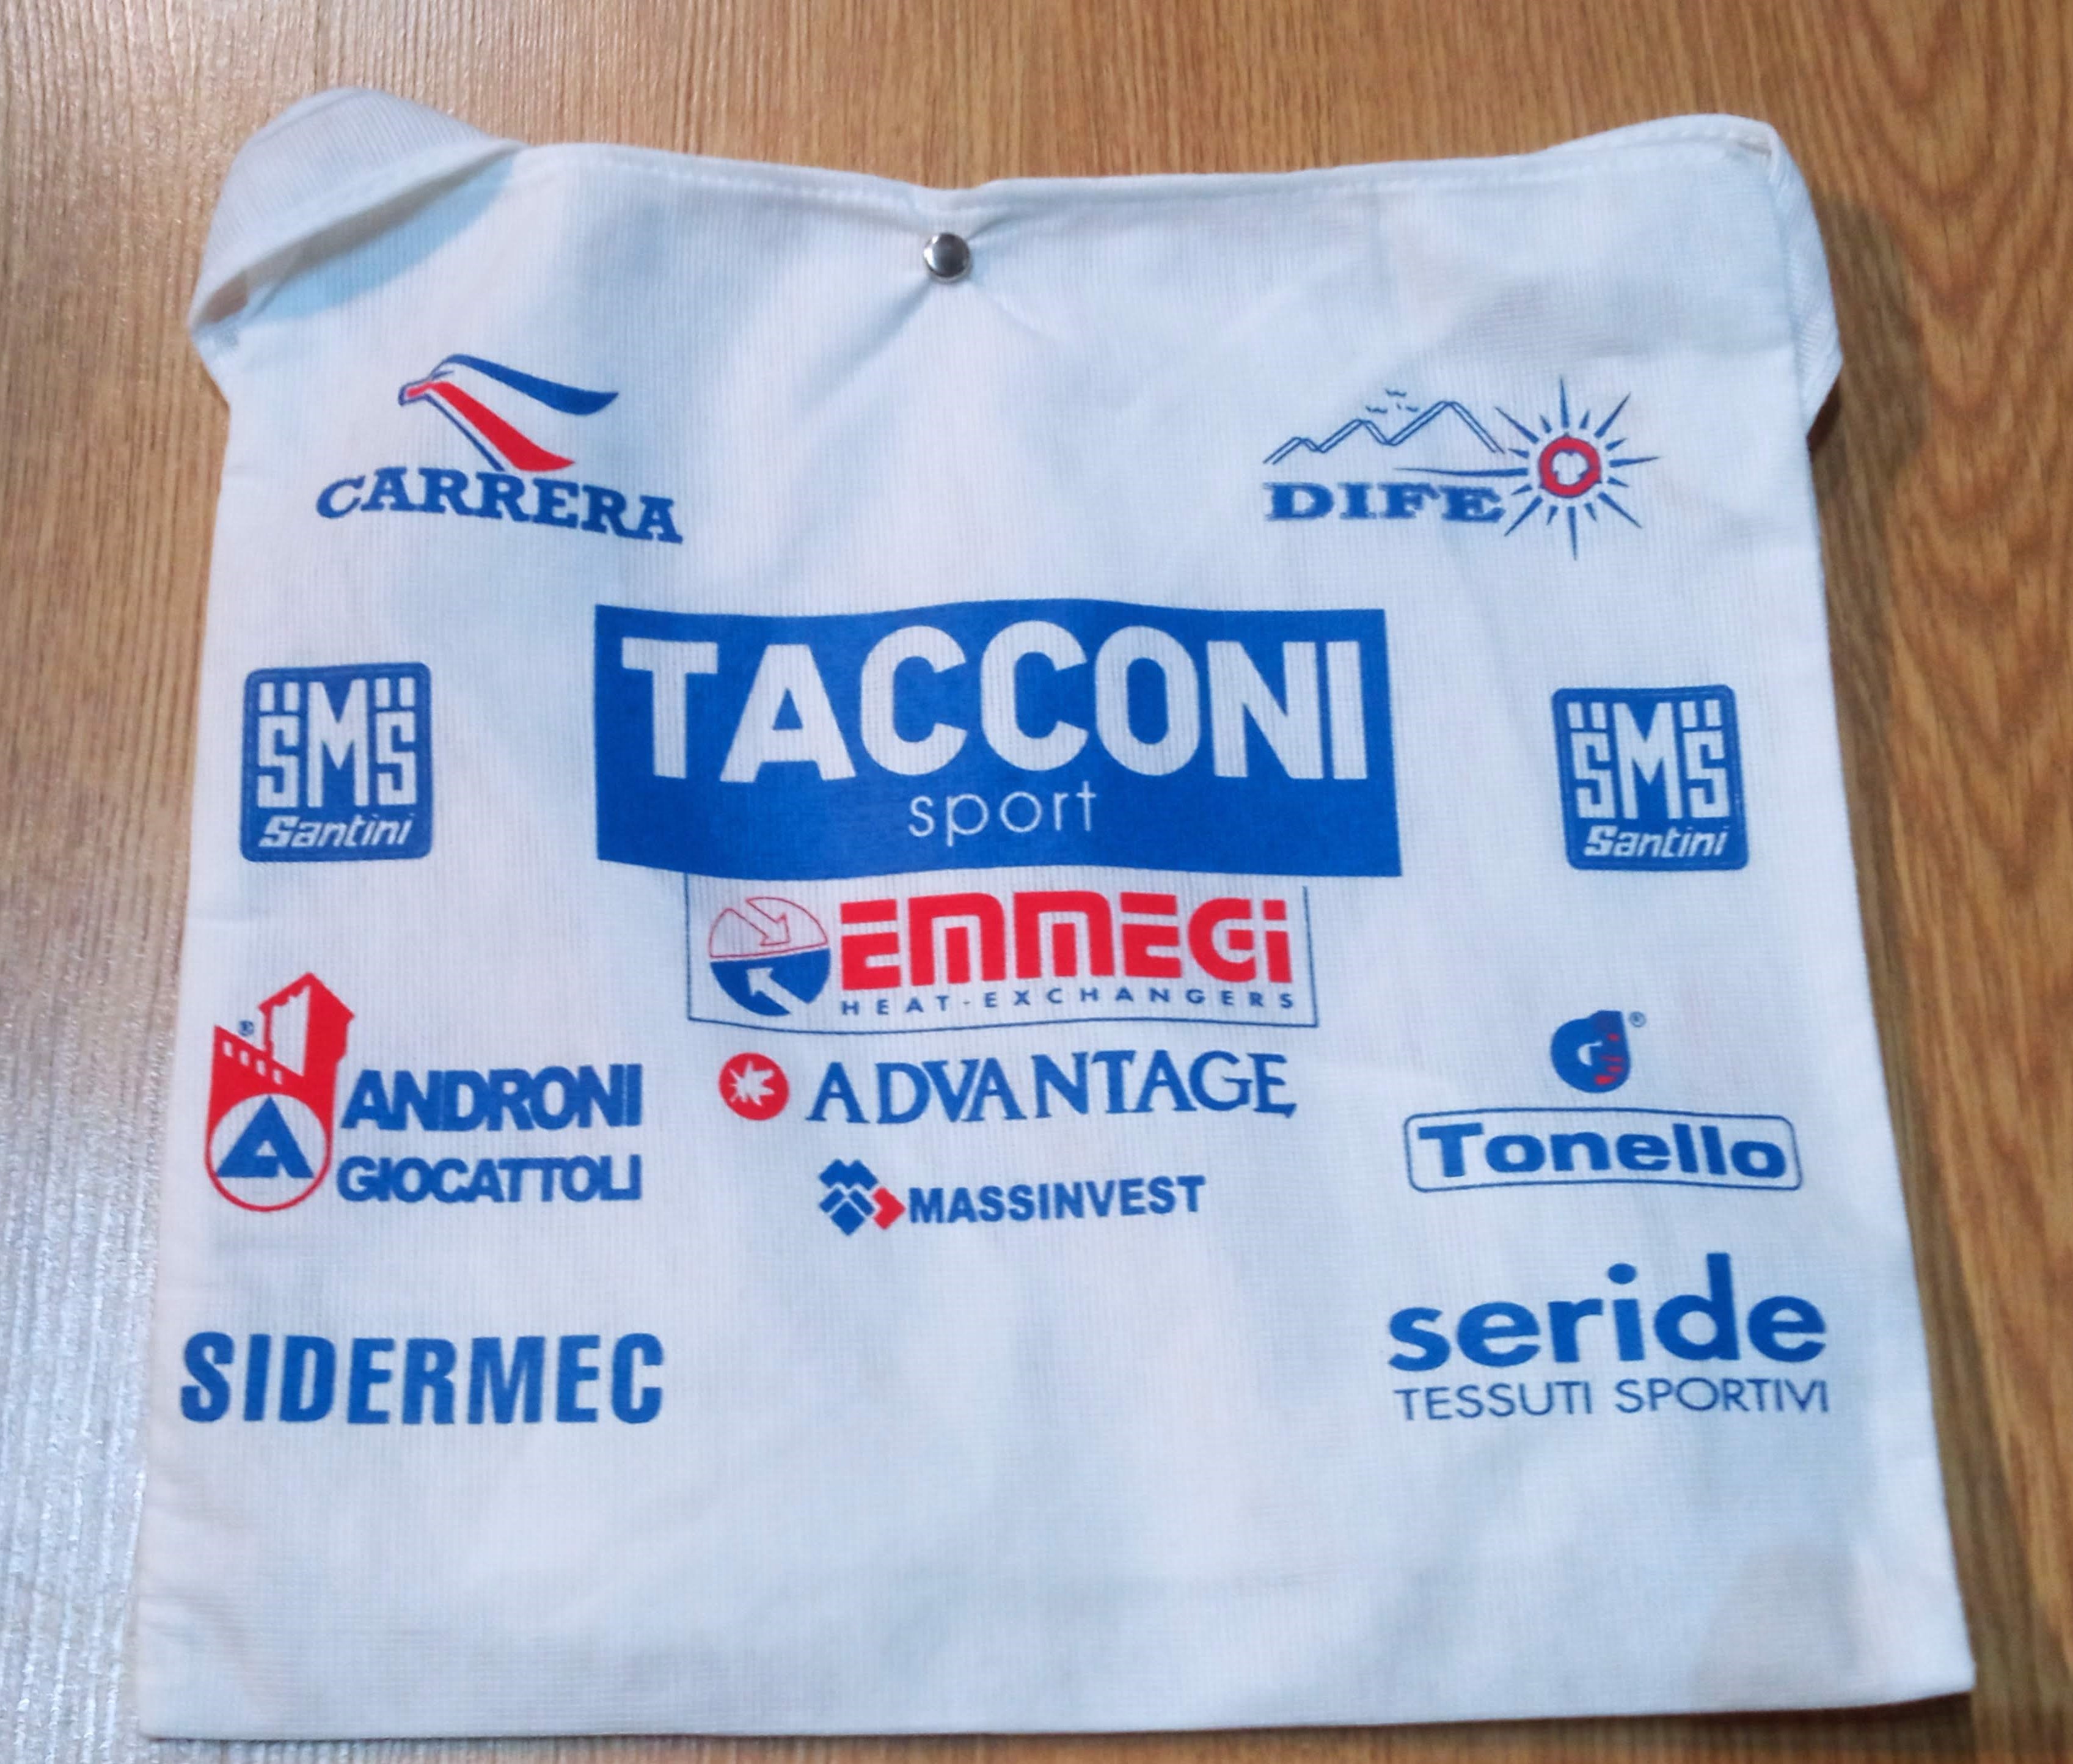 CARRERA
DIFE
TACCONI
sport
SMS
Santini
SMS
Santini
EMMEGi
HEAT-EXCHANGERS
®
ANDRONI
GIOCATTOLI
ADVANTAGE
MASSINVEST
®
Tonello
SIDERMEC
seride
TESSUTI SPORTIVI